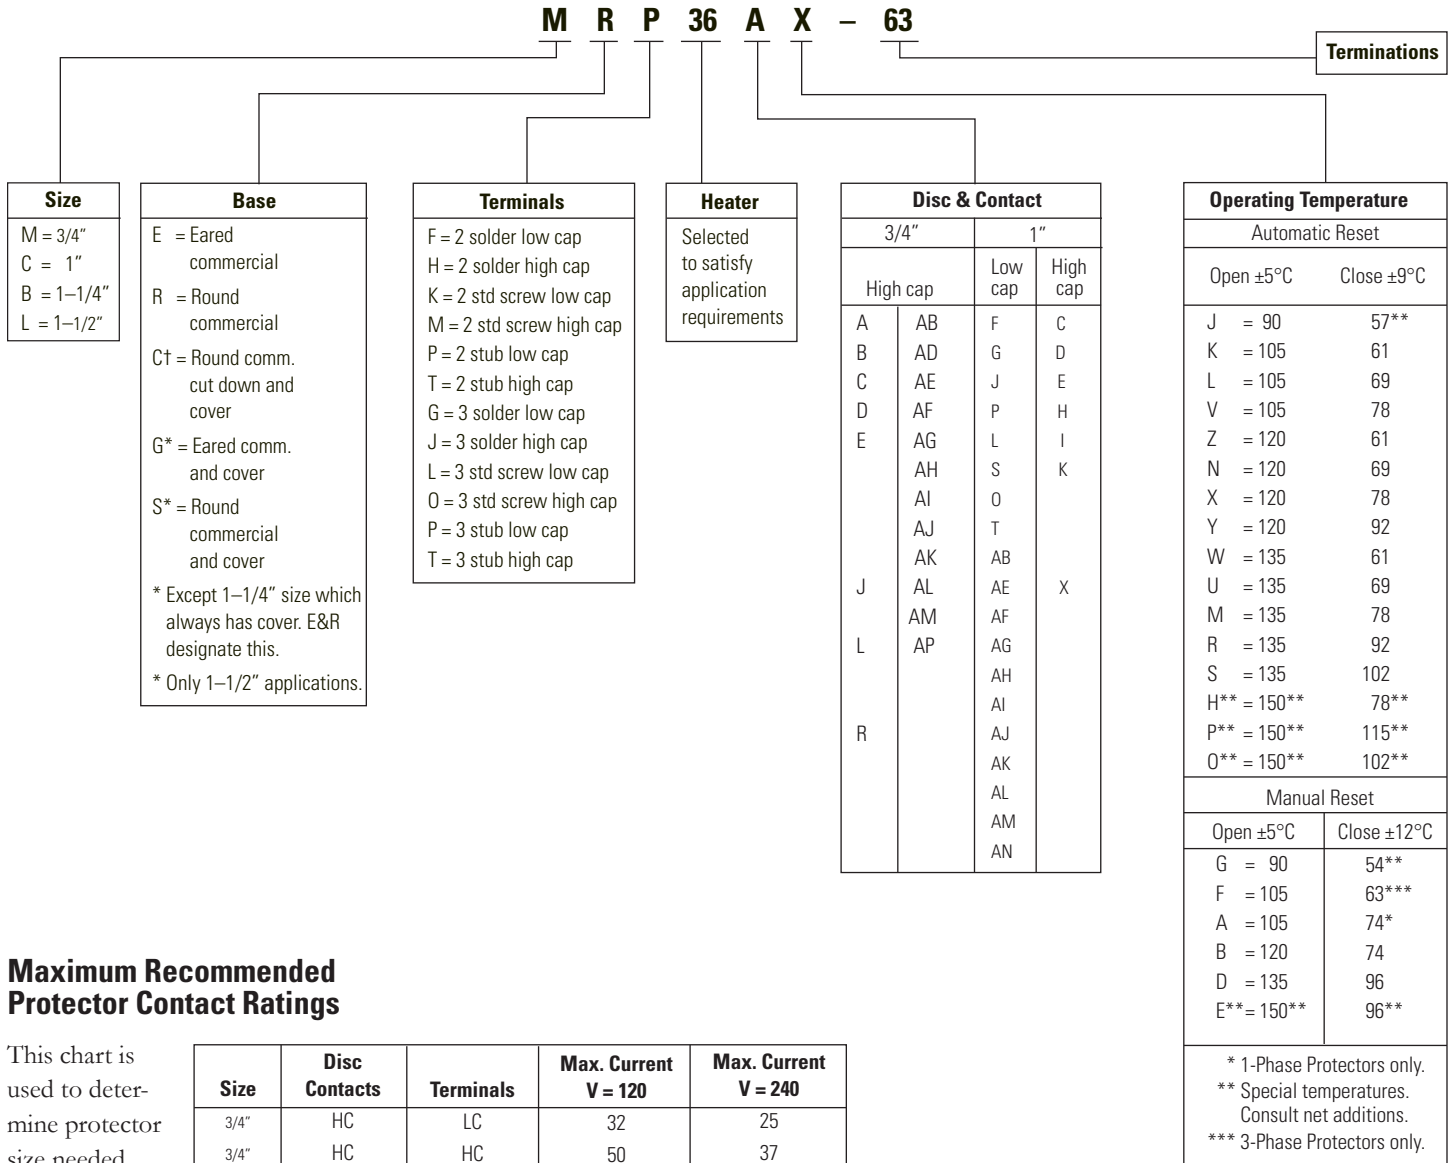 M R P 36 A X – 63
Terminations
Size
M = 3/4″
C = 1″
B = 1–1/4″
L = 1–1/2″
Base
E = Eared
commercial
R = Round
commercial
C† = Round comm.
cut down and
cover
G* = Eared comm.
and cover
S* = Round
commercial
and cover
* Except 1–1/4″ size which
always has cover. E&R
designate this.
* Only 1–1/2″ applications.
Terminals
F = 2 solder low cap
H = 2 solder high cap
K = 2 std screw low cap
M = 2 std screw high cap
P = 2 stub low cap
T = 2 stub high cap
G = 3 solder low cap
J = 3 solder high cap
L = 3 std screw low cap
O = 3 std screw high cap
P = 3 stub low cap
T = 3 stub high cap
Heater
Selected
to satisfy
application
requirements
Disc & Contact
3/4″ 1″
High cap Low cap High cap
A AB F C
B AD G D
C AE J E
D AF P H
E AG L I
AH S K
AI O
AJ T
AK AB
J AL AE X
AM AF
L AP AG
AH
AI
R AJ
AK
AL
AM
AN
Operating Temperature
Automatic Reset
Open ±5°C Close ±9°C
J = 90 57**
K = 105 61
L = 105 69
V = 105 78
Z = 120 61
N = 120 69
X = 120 78
Y = 120 92
W = 135 61
U = 135 69
M = 135 78
R = 135 92
S = 135 102
H** = 150** 78**
P** = 150** 115**
O** = 150** 102**
Manual Reset
Open ±5°C Close ±12°C
G = 90 54**
F = 105 63***
A = 105 74*
B = 120 74
D = 135 96
E** = 150** 96**
* 1-Phase Protectors only.
** Special temperatures.
Consult net additions.
*** 3-Phase Protectors only.
Maximum Recommended
Protector Contact Ratings
This chart is
used to deter-
mine protector
size needed
Size Disc Contacts Terminals Max. Current V = 120 Max. Current V = 240
3/4″ HC LC 32 25
3/4″ HC HC 50 37